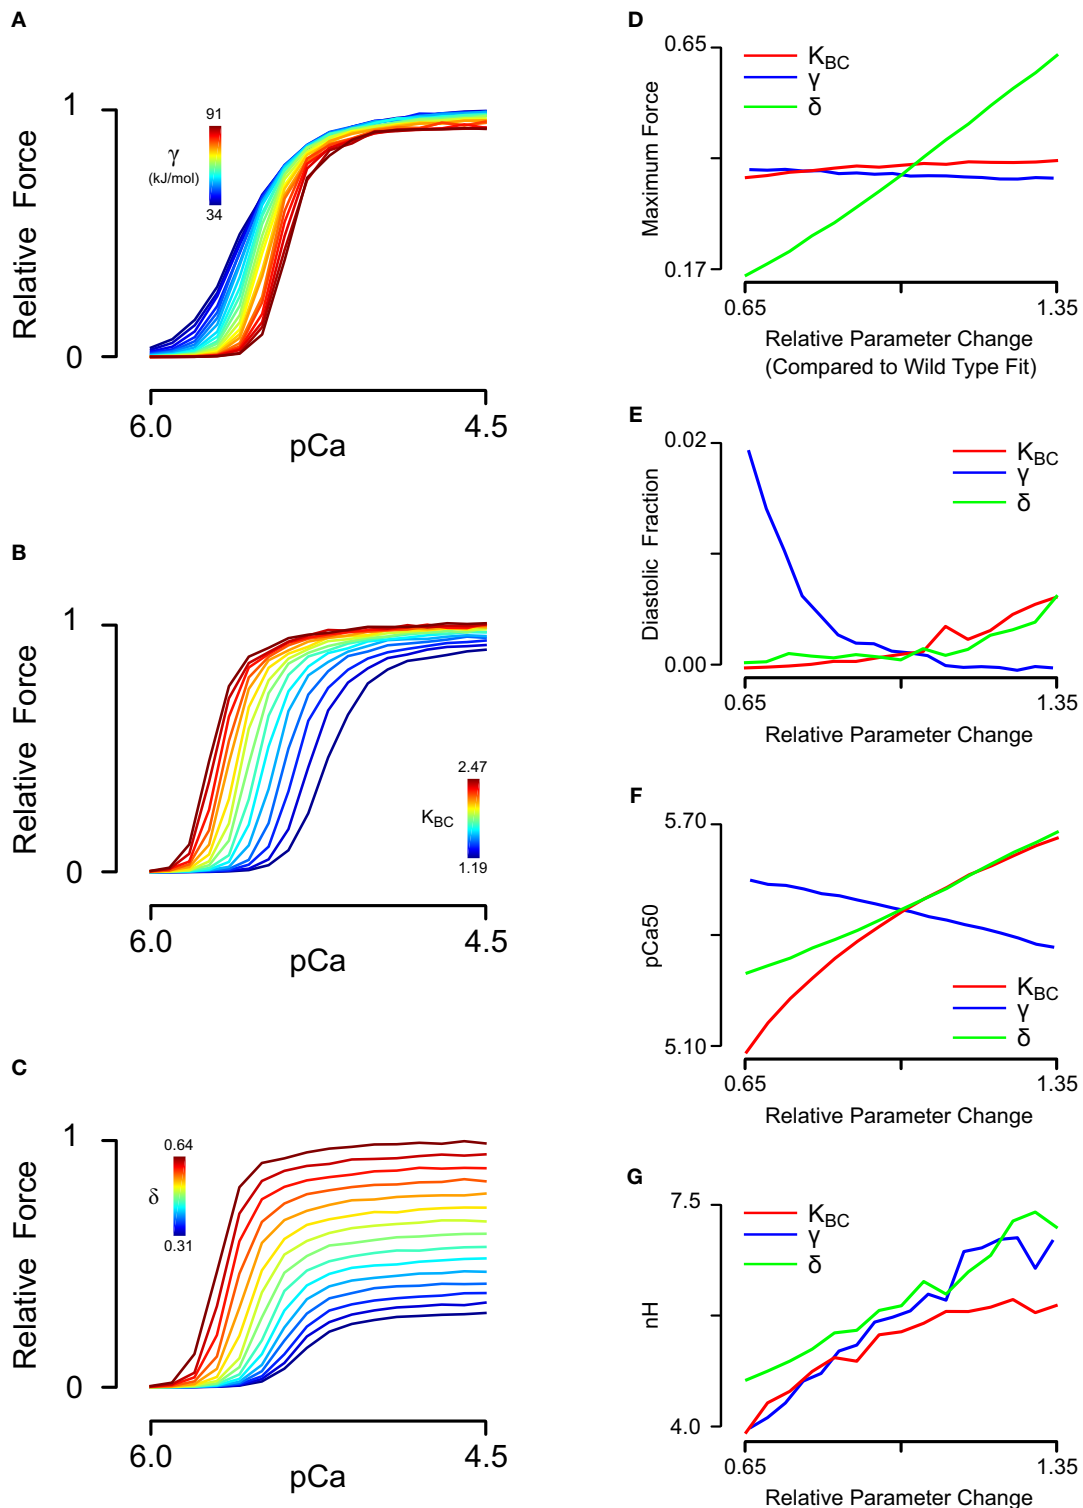 A
1
Relative Force
0
γ
(kJ/mol)
91
34
6.0
4.5
pCa
B
1
Relative Force
0
2.47
K_BC
1.19
6.0
4.5
pCa
C
1
Relative Force
0
0.64
δ
0.31
6.0
4.5
pCa
D
0.65
Maximum Force
0.17
K_BC
γ
δ
0.65
1.35
Relative Parameter Change
(Compared to Wild Type Fit)
E
0.02
Diastolic Fraction
0.00
K_BC
γ
δ
0.65
1.35
Relative Parameter Change
F
5.70
pCa50
5.10
K_BC
γ
δ
0.65
1.35
Relative Parameter Change
G
7.5
nH
4.0
K_BC
γ
δ
0.65
1.35
Relative Parameter Change